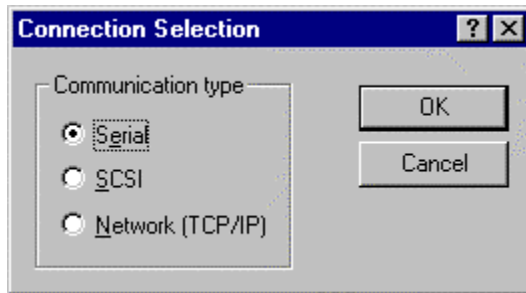 Connection Selection
Communication type
Serial
SCSI
Network (TCP/IP)
OK
Cancel